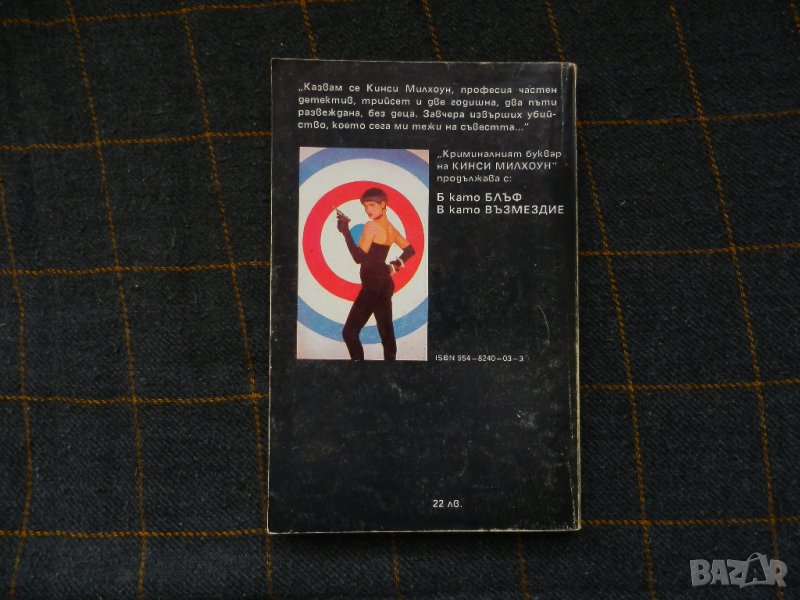 „Казвам се Кинси Милхоун, професия частен
детектив, трийсет и две годишна, два пъти
развеждана, без деца. Завчера извърших убий-
ство, което сега ми тежи на съвестта..."
„Криминалният буквар
на КИНСИ МИЛХОУН"
продължава с:
Б като БЛЪФ
В като ВЪЗМЕЗДИЕ
ISBN 954-8240-03-3
22 лв.
BAZAR